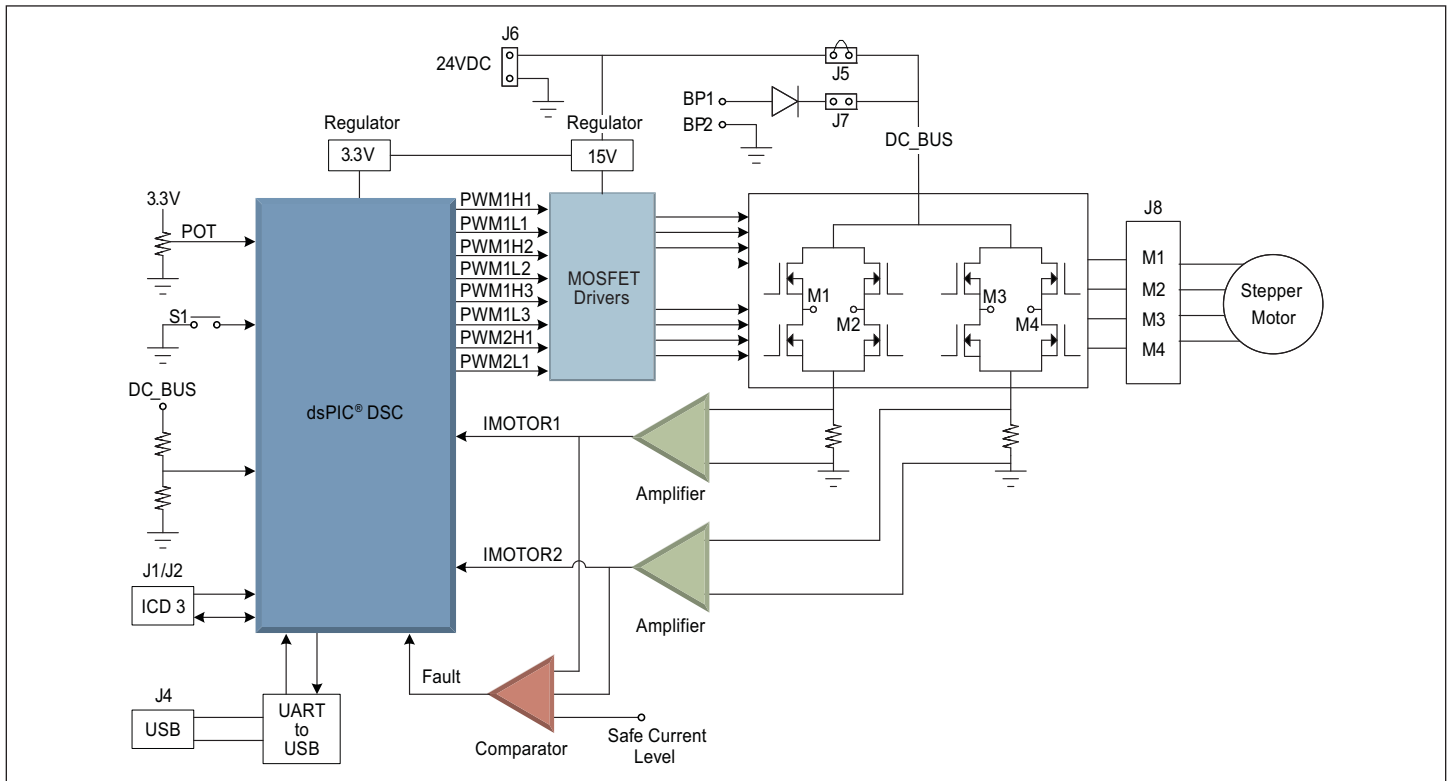 J6
24VDC
J5
BP1
J7
BP2
DC_BUS
Regulator
3.3V
Regulator
15V
3.3V
POT
S1
DC_BUS
dsPIC® DSC
PWM1H1
PWM1L1
PWM1H2
PWM1L2
PWM1H3
PWM1L3
PWM2H1
PWM2L1
MOSFET
Drivers
M1
M2
M3
M4
J8
M1
M2
M3
M4
Stepper
Motor
IMOTOR1
Amplifier
IMOTOR2
Amplifier
J1/J2
ICD 3
Fault
Comparator
Safe Current
Level
J4
USB
UART
to
USB